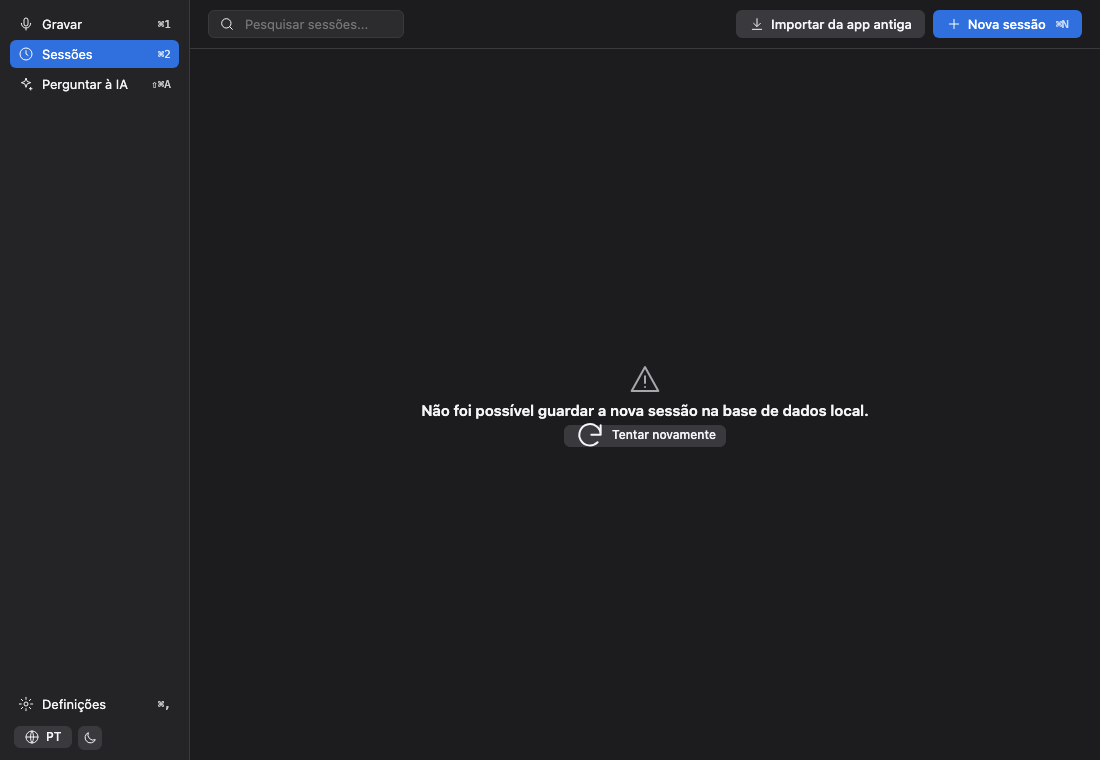 Gravar ⌘1
Sessões ⌘2
Perguntar à IA ⇧⌘A
Pesquisar sessões...
Importar da app antiga
Nova sessão ⌘N
Não foi possível guardar a nova sessão na base de dados local.
Tentar novamente
Definições ⌘,
PT